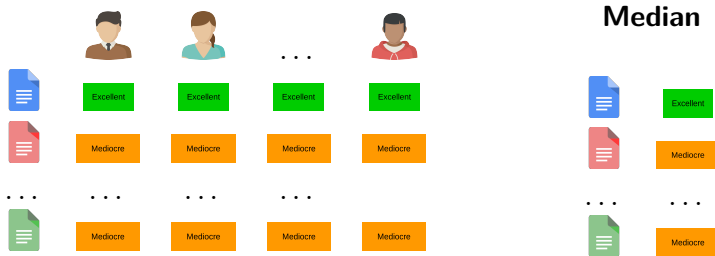 Median
. . .
Excellent Excellent Excellent Excellent Excellent
Mediocre Mediocre Mediocre Mediocre Mediocre
. . . . . . . . . . . . . . . . . .
Mediocre Mediocre Mediocre Mediocre Mediocre